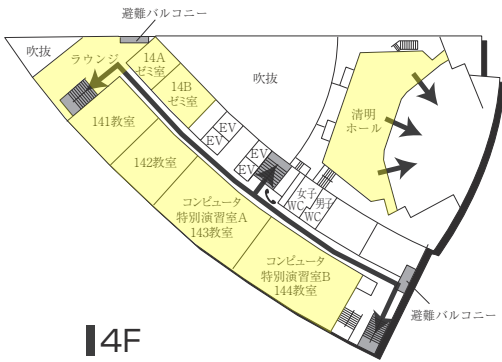 避難バルコニー
吹抜
ラウンジ
14A
ゼミ室
14B
ゼミ室
吹抜
清明
ホール
141教室
142教室
EV
EV
EV
EV
女子
WC
男子
WC
コンピュータ
特別演習室A
143教室
コンピュータ
特別演習室B
144教室
避難バルコニー
4F